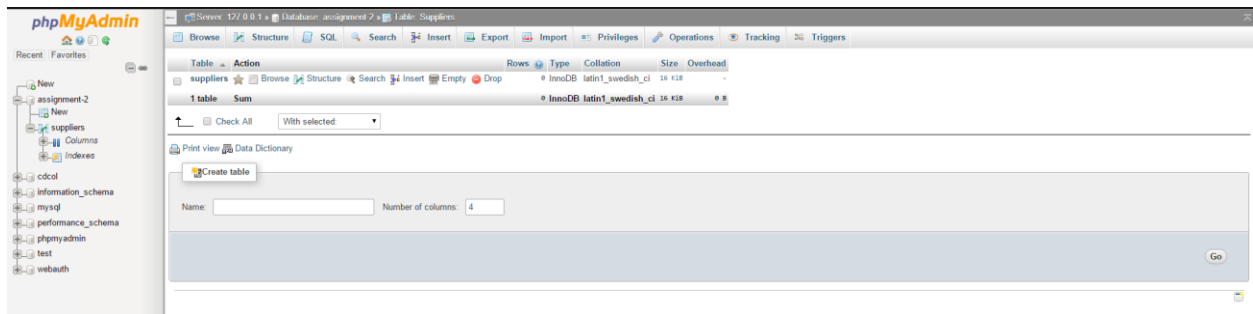 phpMyAdmin
Recent Favorites
New
assignment-2
New
suppliers
Columns
Indexes
cdcol
information_schema
mysql
performance_schema
phpmyadmin
test
webauth
Server: 127.0.0.1 » Database: assignment-2 » Table: Suppliers
Browse Structure SQL Search Insert Export Import Privileges Operations Tracking Triggers
Table Action Rows Type Collation Size Overhead
suppliers Browse Structure Search Insert Empty Drop 0 InnoDB latin1_swedish_ci 16 KiB -
1 table Sum 0 InnoDB latin1_swedish_ci 16 KiB 0 B
Check All With selected:
Print view Data Dictionary
Create table
Name: Number of columns: 4
Go